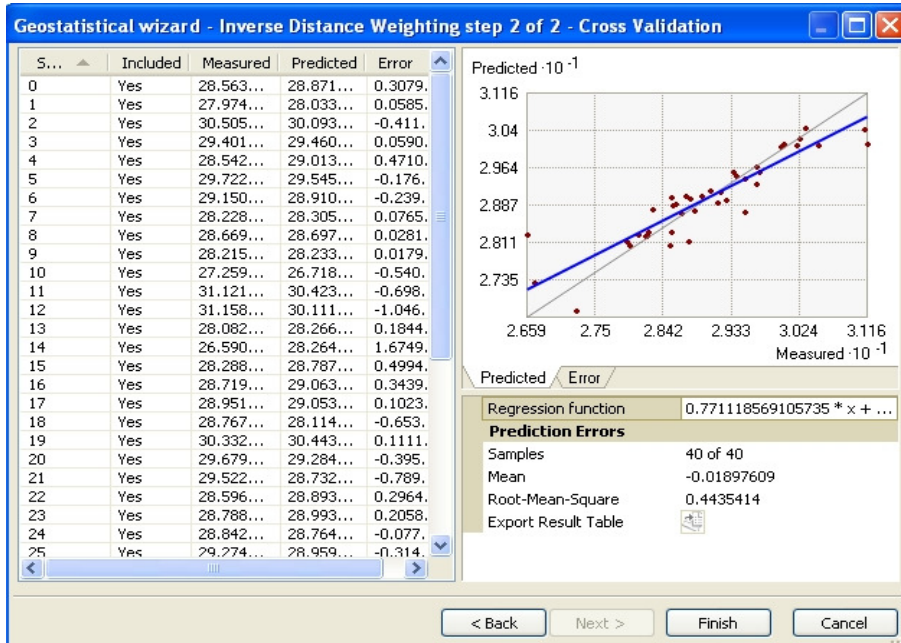 Geostatistical wizard - Inverse Distance Weighting step 2 of 2 - Cross Validation
S... Included Measured Predicted Error
0 Yes 28.563... 28.871... 0.3079.
1 Yes 27.974... 28.033... 0.0585.
2 Yes 30.505... 30.093... -0.411.
3 Yes 29.401... 29.460... 0.0590.
4 Yes 28.542... 29.013... 0.4710.
5 Yes 29.722... 29.545... -0.176.
6 Yes 29.150... 28.910... -0.239.
7 Yes 28.228... 28.305... 0.0765.
8 Yes 28.669... 28.697... 0.0281.
9 Yes 28.215... 28.233... 0.0179.
10 Yes 27.259... 26.718... -0.540.
11 Yes 31.121... 30.423... -0.698.
12 Yes 31.158... 30.111... -1.046.
13 Yes 28.082... 28.266... 0.1844.
14 Yes 26.590... 28.264... 1.6749.
15 Yes 28.288... 28.787... 0.4994.
16 Yes 28.719... 29.063... 0.3439.
17 Yes 28.951... 29.053... 0.1023.
18 Yes 28.767... 28.114... -0.653.
19 Yes 30.332... 30.443... 0.1111.
20 Yes 29.679... 29.284... -0.395.
21 Yes 29.522... 28.732... -0.789.
22 Yes 28.596... 28.893... 0.2964.
23 Yes 28.788... 28.993... 0.2058.
24 Yes 28.842... 28.764... -0.077.
25 Yes 29.274... 28.959... -0.314.
Predicted ·10 -1
3.116
3.04
2.964
2.887
2.811
2.735
2.659 2.75 2.842 2.933 3.024 3.116
Measured ·10 -1
Predicted Error
Regression function 0.771118569105735 * x + ...
Prediction Errors
Samples 40 of 40
Mean -0.01897609
Root-Mean-Square 0.4435414
Export Result Table
< Back Next > Finish Cancel